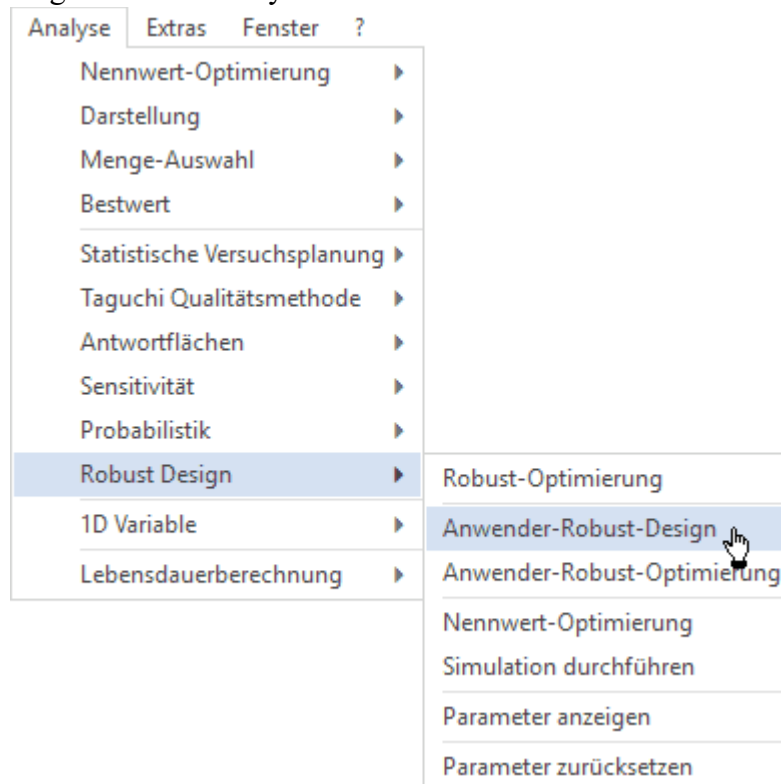 Analyse Extras Fenster ?
Nennwert-Optimierung
Darstellung
Menge-Auswahl
Bestwert
Statistische Versuchsplanung
Taguchi Qualitätsmethode
Antwortflächen
Sensitivität
Probabilistik
Robust Design
1D Variable
Lebensdauerberechnung
Robust-Optimierung
Anwender-Robust-Design
Anwender-Robust-Optimierung
Nennwert-Optimierung
Simulation durchführen
Parameter anzeigen
Parameter zurücksetzen